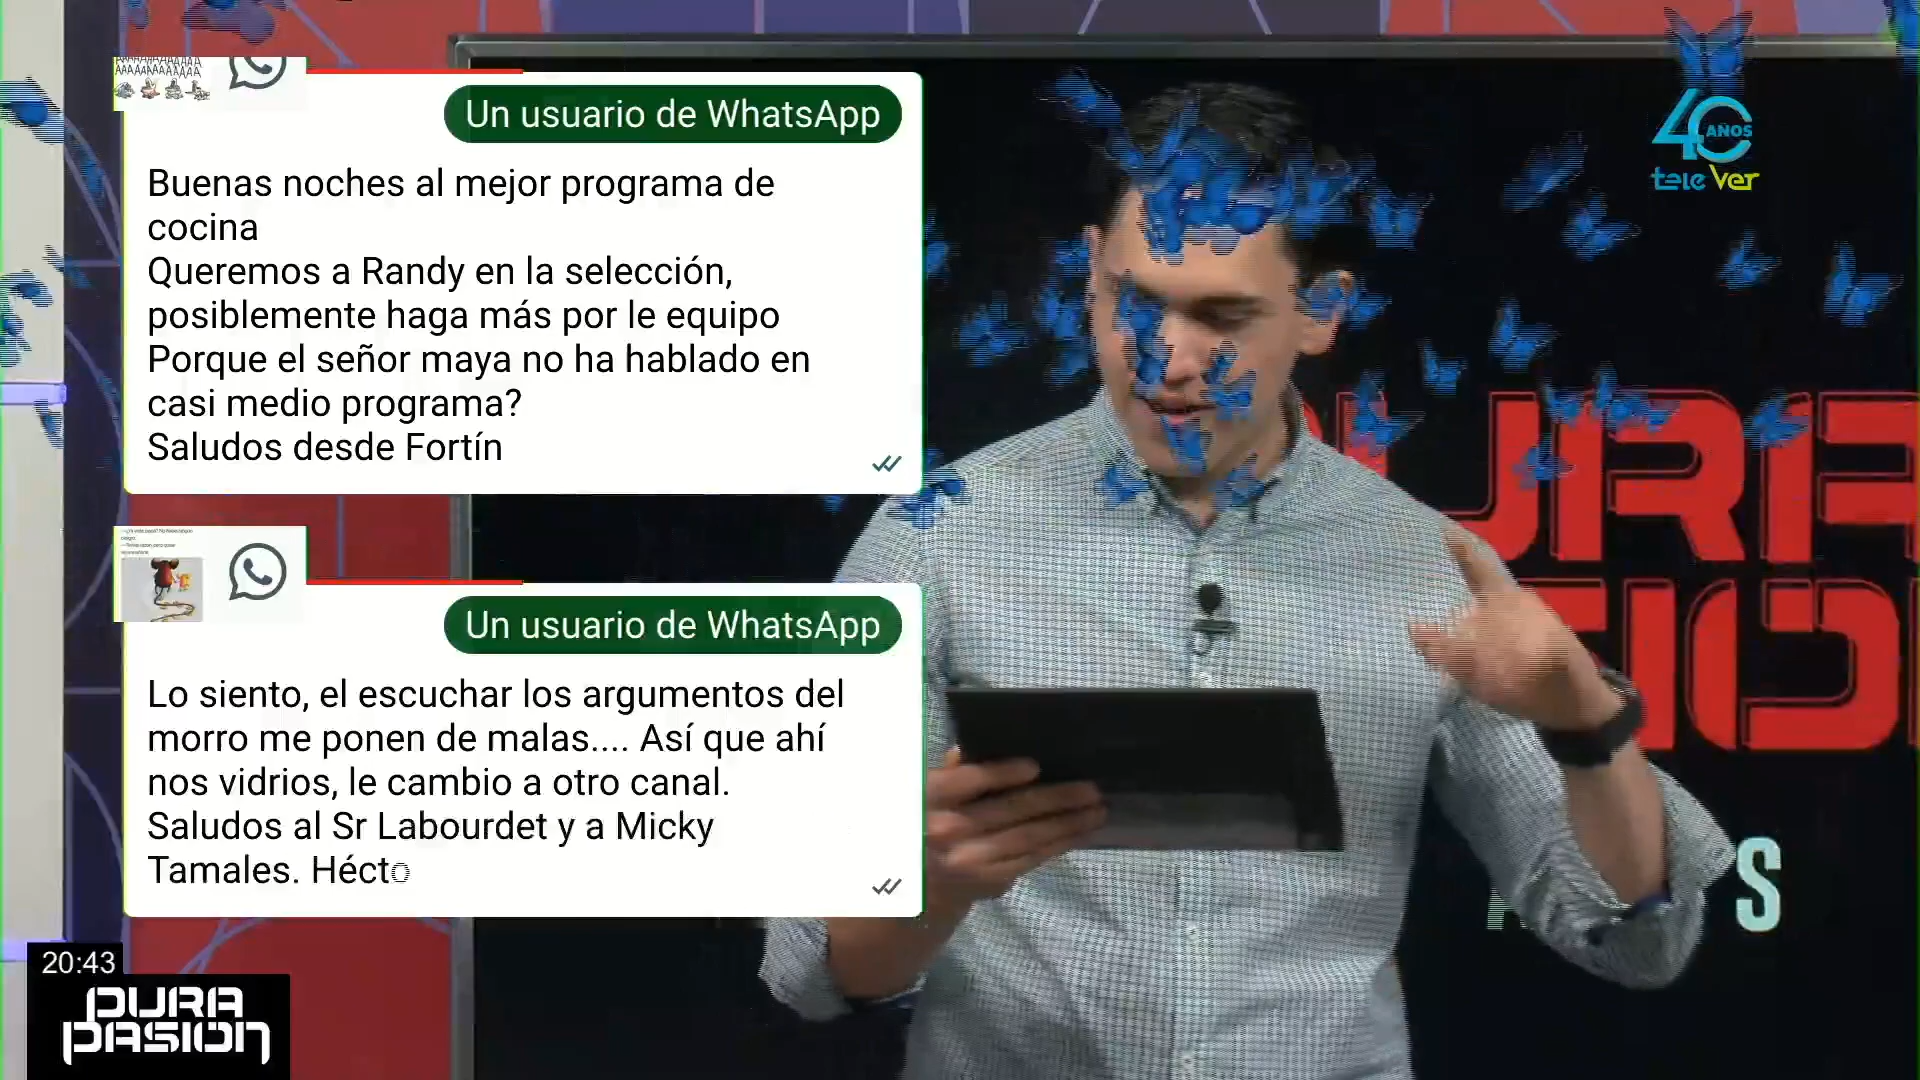 AAAAAAAAAAAA
Un usuario de WhatsApp
Buenas noches al mejor programa de
cocina
Queremos a Randy en la selección,
posiblemente haga más por le equipo
Porque el señor maya no ha hablado en
casi medio programa?
Saludos desde Fortín
Un usuario de WhatsApp
Lo siento, el escuchar los argumentos del
morro me ponen de malas.... Así que ahí
nos vidrios, le cambio a otro canal.
Saludos al Sr Labourdet y a Micky
Tamales. Hécto
40 AÑOS
teleVer
URA
S
20:43
PURA
PASION